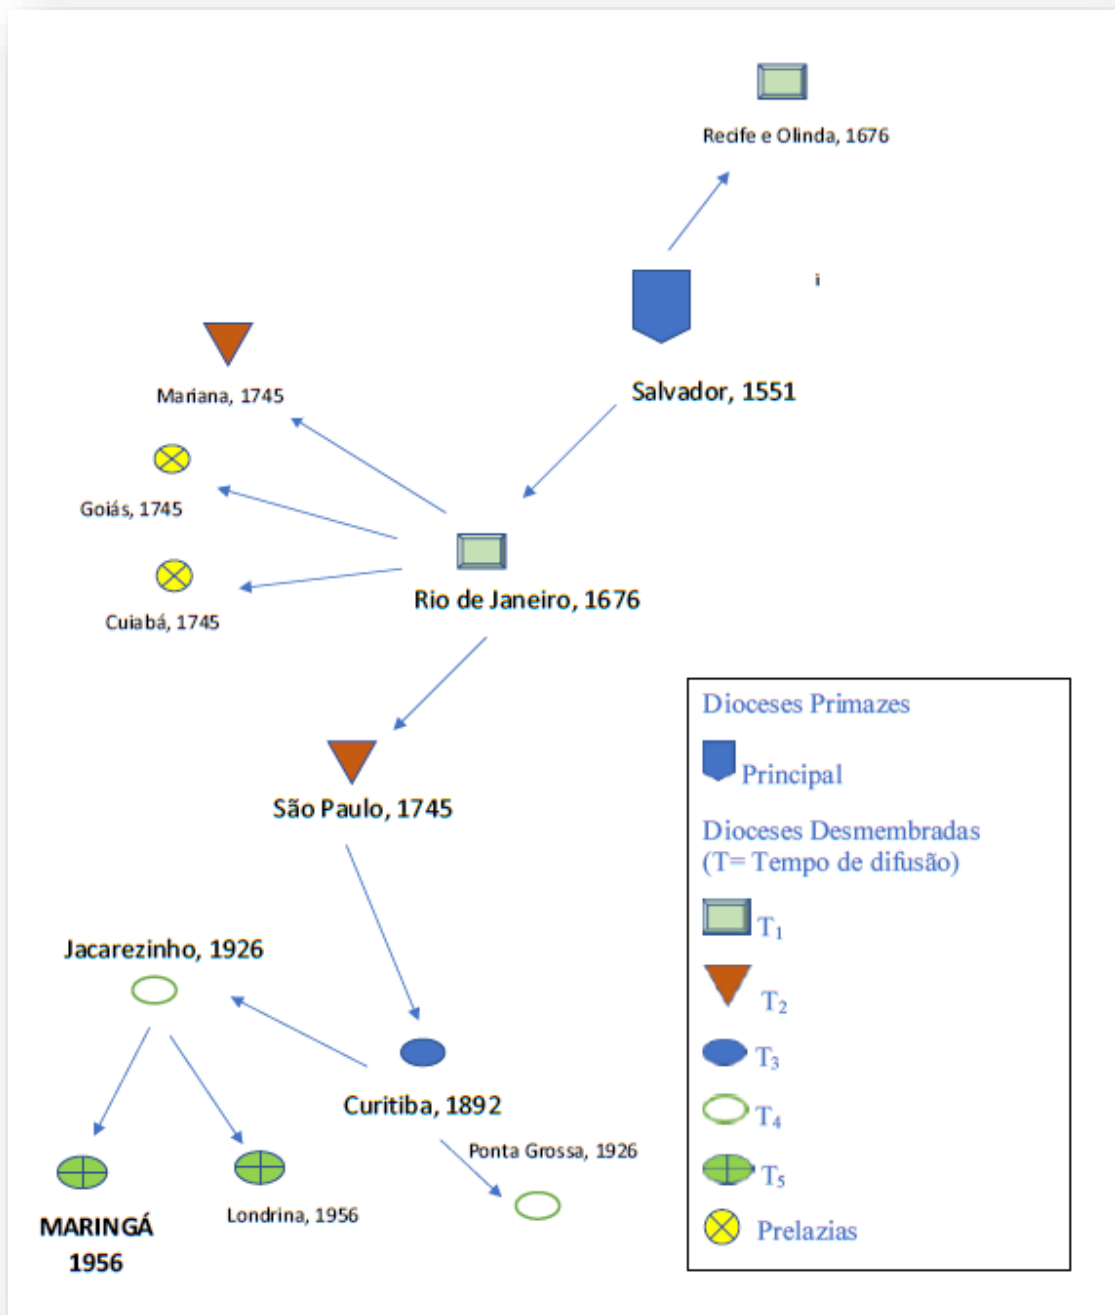 Recife e Olinda, 1676
i
Salvador, 1551
Mariana, 1745
Goiás, 1745
Cuiabá, 1745
Rio de Janeiro, 1676
São Paulo, 1745
Jacarezinho, 1926
Curitiba, 1892
Ponta Grossa, 1926
Londrina, 1956
MARINGÁ
1956
Dioceses Primazes
Principal
Dioceses Desmembradas
(T= Tempo de difusão)
T1
T2
T3
T4
T5
Prelazias